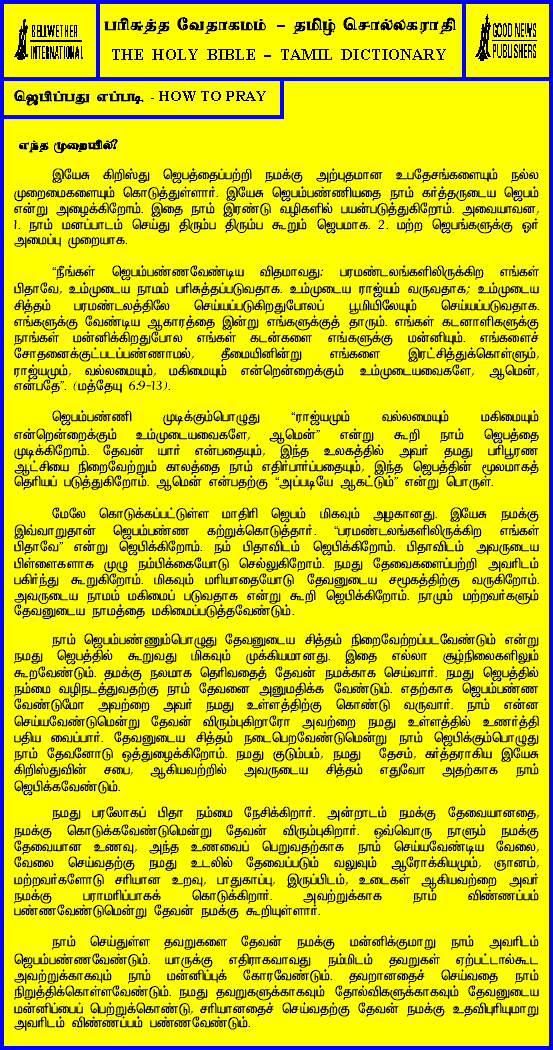 BELLWETHER
INTERNATIONAL
பரிசுத்த வேதாகமம் – தமிழ் சொல்லகராதி
THE HOLY BIBLE – TAMIL DICTIONARY
GOOD NEWS
PUBLISHERS
ஜெபிப்பது எப்படி - HOW TO PRAY
எந்த முறையில்?
இயேசு கிறிஸ்து ஜெபத்தைப்பற்றி நமக்கு அற்புதமான உபதேசங்களையும் நல்ல
முறைமைகளையும் கொடுத்துள்ளார். இயேசு ஜெபம்பண்ணியதை நாம் கர்த்தருடைய ஜெபம்
என்று அழைக்கிறோம். இதை நாம் இரண்டு வழிகளில் பயன்படுத்துகிறோம். அவையாவன,
1. நாம் மனப்பாடம் செய்து திரும்ப திரும்ப கூறும் ஜெபமாக. 2. மற்ற ஜெபங்களுக்கு ஓர்
அமைப்பு முறையாக.
“நீங்கள் ஜெபம்பண்ணவேண்டிய விதமாவது: பரமண்டலங்களிலிருக்கிற எங்கள்
பிதாவே, உம்முடைய நாமம் பரிசுத்தப்படுவதாக. உம்முடைய ராஜ்யம் வருவதாக; உம்முடைய
சித்தம் பரமண்டலத்திலே செய்யப்படுகிறதுபோலப் பூமியிலேயும் செய்யப்படுவதாக.
எங்களுக்கு வேண்டிய ஆகாரத்தை இன்று எங்களுக்குத் தாரும். எங்கள் கடனாளிகளுக்கு
நாங்கள் மன்னிக்கிறதுபோல எங்கள் கடன்களை எங்களுக்கு மன்னியும். எங்களைச்
சோதனைக்குட்படப்பண்ணாமல், தீமையினின்று எங்களை இரட்சித்துக்கொள்ளும்,
ராஜ்யமும், வல்லமையும், மகிமையும் என்றென்றைக்கும் உம்முடையவைகளே, ஆமென்,
என்பதே”. (மத்தேயு 6:9-13).
ஜெபம்பண்ணி முடிக்கும்பொழுது “ராஜ்யமும் வல்லமையும் மகிமையும்
என்றென்றைக்கும் உம்முடையவைகளே, ஆமென்” என்று கூறி நாம் ஜெபத்தை
முடிக்கிறோம். தேவன் யார் என்பதையும், இந்த உலகத்தில் அவர் தமது பரிபூரண
ஆட்சியை நிறைவேற்றும் காலத்தை நாம் எதிர்பார்ப்பதையும், இந்த ஜெபத்தின் மூலமாகத்
தெரியப் படுத்துகிறோம். ஆமென் என்பதற்கு “அப்படியே ஆகட்டும்” என்று பொருள்.
மேலே கொடுக்கப்பட்டுள்ள மாதிரி ஜெபம் மிகவும் அழகானது. இயேசு நமக்கு
இவ்வாறுதான் ஜெபம்பண்ண கற்றுக்கொடுத்தார். “பரமண்டலங்களிலிருக்கிற எங்கள்
பிதாவே” என்று ஜெபிக்கிறோம். நம் பிதாவிடம் ஜெபிக்கிறோம். பிதாவிடம் அவருடைய
பிள்ளைகளாக முழு நம்பிக்கையோடு செல்லுகிறோம். நமது தேவைகளைப்பற்றி அவரிடம்
பகிர்ந்து கூறுகிறோம். மிகவும் மரியாதையோடு தேவனுடைய சமூகத்திற்கு வருகிறோம்.
அவருடைய நாமம் மகிமைப் படுவதாக என்று கூறி ஜெபிக்கிறோம். நாமும் மற்றவர்களும்
தேவனுடைய நாமத்தை மகிமைப்படுத்தவேண்டும்.
நாம் ஜெபம்பண்ணும்பொழுது தேவனுடைய சித்தம் நிறைவேற்றப்படவேண்டும் என்று
நமது ஜெபத்தில் கூறுவது மிகவும் முக்கியமானது. இதை எல்லா சூழ்நிலைகளிலும்
கூறவேண்டும். தமக்கு நலமாக தெரிவதைத் தேவன் நமக்காக செய்வார். நமது ஜெபத்தில்
நம்மை வழிநடத்துவதற்கு நாம் தேவனை அனுமதிக்க வேண்டும். எதற்காக ஜெபம்பண்ண
வேண்டுமோ அவற்றை அவர் நமது உள்ளத்திற்கு கொண்டு வருவார். நாம் என்ன
செய்யவேண்டுமென்று தேவன் விரும்புகிறாரோ அவற்றை நமது உள்ளத்தில் உணர்த்தி
பதிய வைப்பார். தேவனுடைய சித்தம் நடைபெறவேண்டுமென்று நாம் ஜெபிக்கும்பொழுது
நாம் தேவனோடு ஒத்துழைக்கிறோம். நமது குடும்பம், நமது தேசம், கர்த்தராகிய இயேசு
கிறிஸ்துவின் சபை, ஆகியவற்றில் அவருடைய சித்தம் எதுவோ அதற்காக நாம்
ஜெபிக்கவேண்டும்.
நமது பரலோகப் பிதா நம்மை நேசிக்கிறார். அன்றாடம் நமக்கு தேவையானதை,
நமக்கு கொடுக்கவேண்டுமென்று தேவன் விரும்புகிறார். ஒவ்வொரு நாளும் நமக்கு
தேவையான உணவு, அந்த உணவைப் பெறுவதற்காக நாம் செய்யவேண்டிய வேலை,
வேலை செய்வதற்கு நமது உடலில் தேவைப்படும் வலுவும் ஆரோக்கியமும், ஞானம்,
மற்றவர்களோடு சரியான உறவு, பாதுகாப்பு, இருப்பிடம், உடைகள் ஆகியவற்றை அவர்
நமக்கு பராமரிப்பாகக் கொடுக்கிறார். அவற்றுக்காக நாம் விண்ணப்பம்
பண்ணவேண்டுமென்று தேவன் நமக்கு கூறியுள்ளார்.
நாம் செய்துள்ள தவறுகளை தேவன் நமக்கு மன்னிக்குமாறு நாம் அவரிடம்
ஜெபம்பண்ணவேண்டும். யாருக்கு எதிராகவாவது நம்மிடம் தவறுகள் ஏற்பட்டால்கூட
அவற்றுக்காகவும் நாம் மன்னிப்புக் கோரவேண்டும். தவறானதைச் செய்வதை நாம்
நிறுத்திக்கொள்ளவேண்டும். நமது தவறுகளுக்காகவும் தோல்விகளுக்காகவும் தேவனுடைய
மன்னிப்பைப் பெற்றுக்கொண்டு, சரியானதைச் செய்வதற்கு தேவன் நமக்கு உதவிபுரியுமாறு
அவரிடம் விண்ணப்பம் பண்ணவேண்டும்.